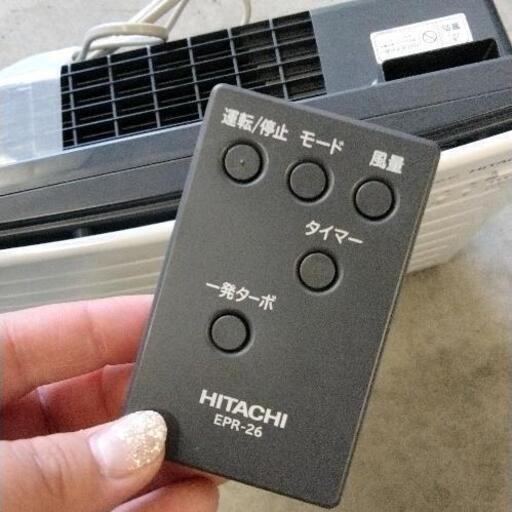 運転/停止 モード 風量
タイマー
一発ターボ
HITACHI
EPR-26